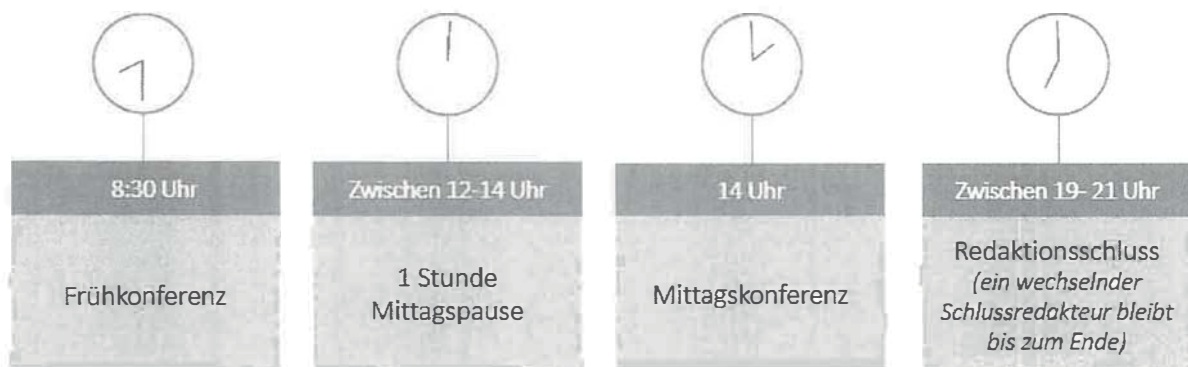 8:30 Uhr
Frühkonferenz
Zwischen 12-14 Uhr
1 Stunde
Mittagspause
14 Uhr
Mittagskonferenz
Zwischen 19- 21 Uhr
Redaktionsschluss
(ein wechselnder
Schlussredakteur bleibt
bis zum Ende)